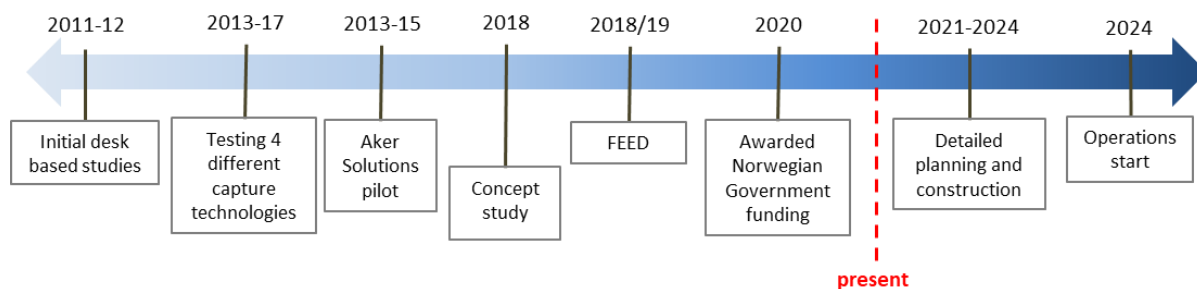 2011-12
2013-17
2013-15
2018
2018/19
2020
2021-2024
2024
Initial desk
based studies
Testing 4
different
capture
technologies
Aker
Solutions
pilot
Concept
study
FEED
Awarded
Norwegian
Government
funding
Detailed
planning and
construction
Operations
start
present